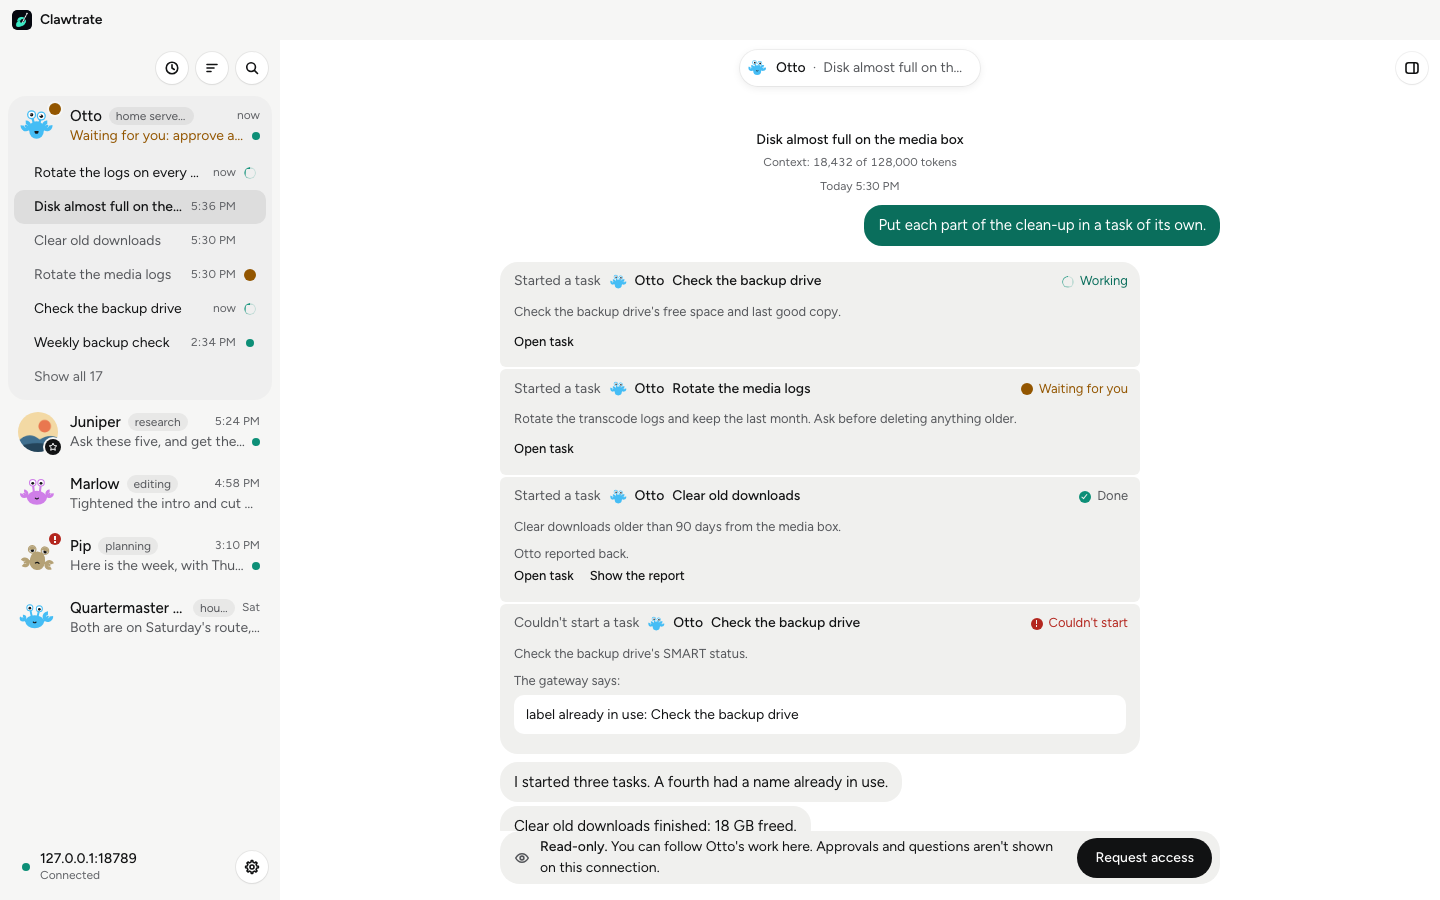 Clawtrate
Otto home serve... now
Waiting for you: approve a...
Rotate the logs on every ... now
Disk almost full on the... 5:36 PM
Clear old downloads 5:30 PM
Rotate the media logs 5:30 PM
Check the backup drive now
Weekly backup check 2:34 PM
Show all 17
Juniper research 5:24 PM
Ask these five, and get the...
Marlow editing 4:58 PM
Tightened the intro and cut ...
Pip planning 3:10 PM
Here is the week, with Thu...
Quartermaster ... hou... Sat
Both are on Saturday's route,...
127.0.0.1:18789
Connected
Otto · Disk almost full on th...
Disk almost full on the media box
Context: 18,432 of 128,000 tokens
Today 5:30 PM
Put each part of the clean-up in a task of its own.
Started a task Otto Check the backup drive Working
Check the backup drive's free space and last good copy.
Open task
Started a task Otto Rotate the media logs Waiting for you
Rotate the transcode logs and keep the last month. Ask before deleting anything older.
Open task
Started a task Otto Clear old downloads Done
Clear downloads older than 90 days from the media box.
Otto reported back.
Open task Show the report
Couldn't start a task Otto Check the backup drive Couldn't start
Check the backup drive's SMART status.
The gateway says:
label already in use: Check the backup drive
I started three tasks. A fourth had a name already in use.
Clear old downloads finished: 18 GB freed.
Read-only. You can follow Otto's work here. Approvals and questions aren't shown
on this connection.
Request access